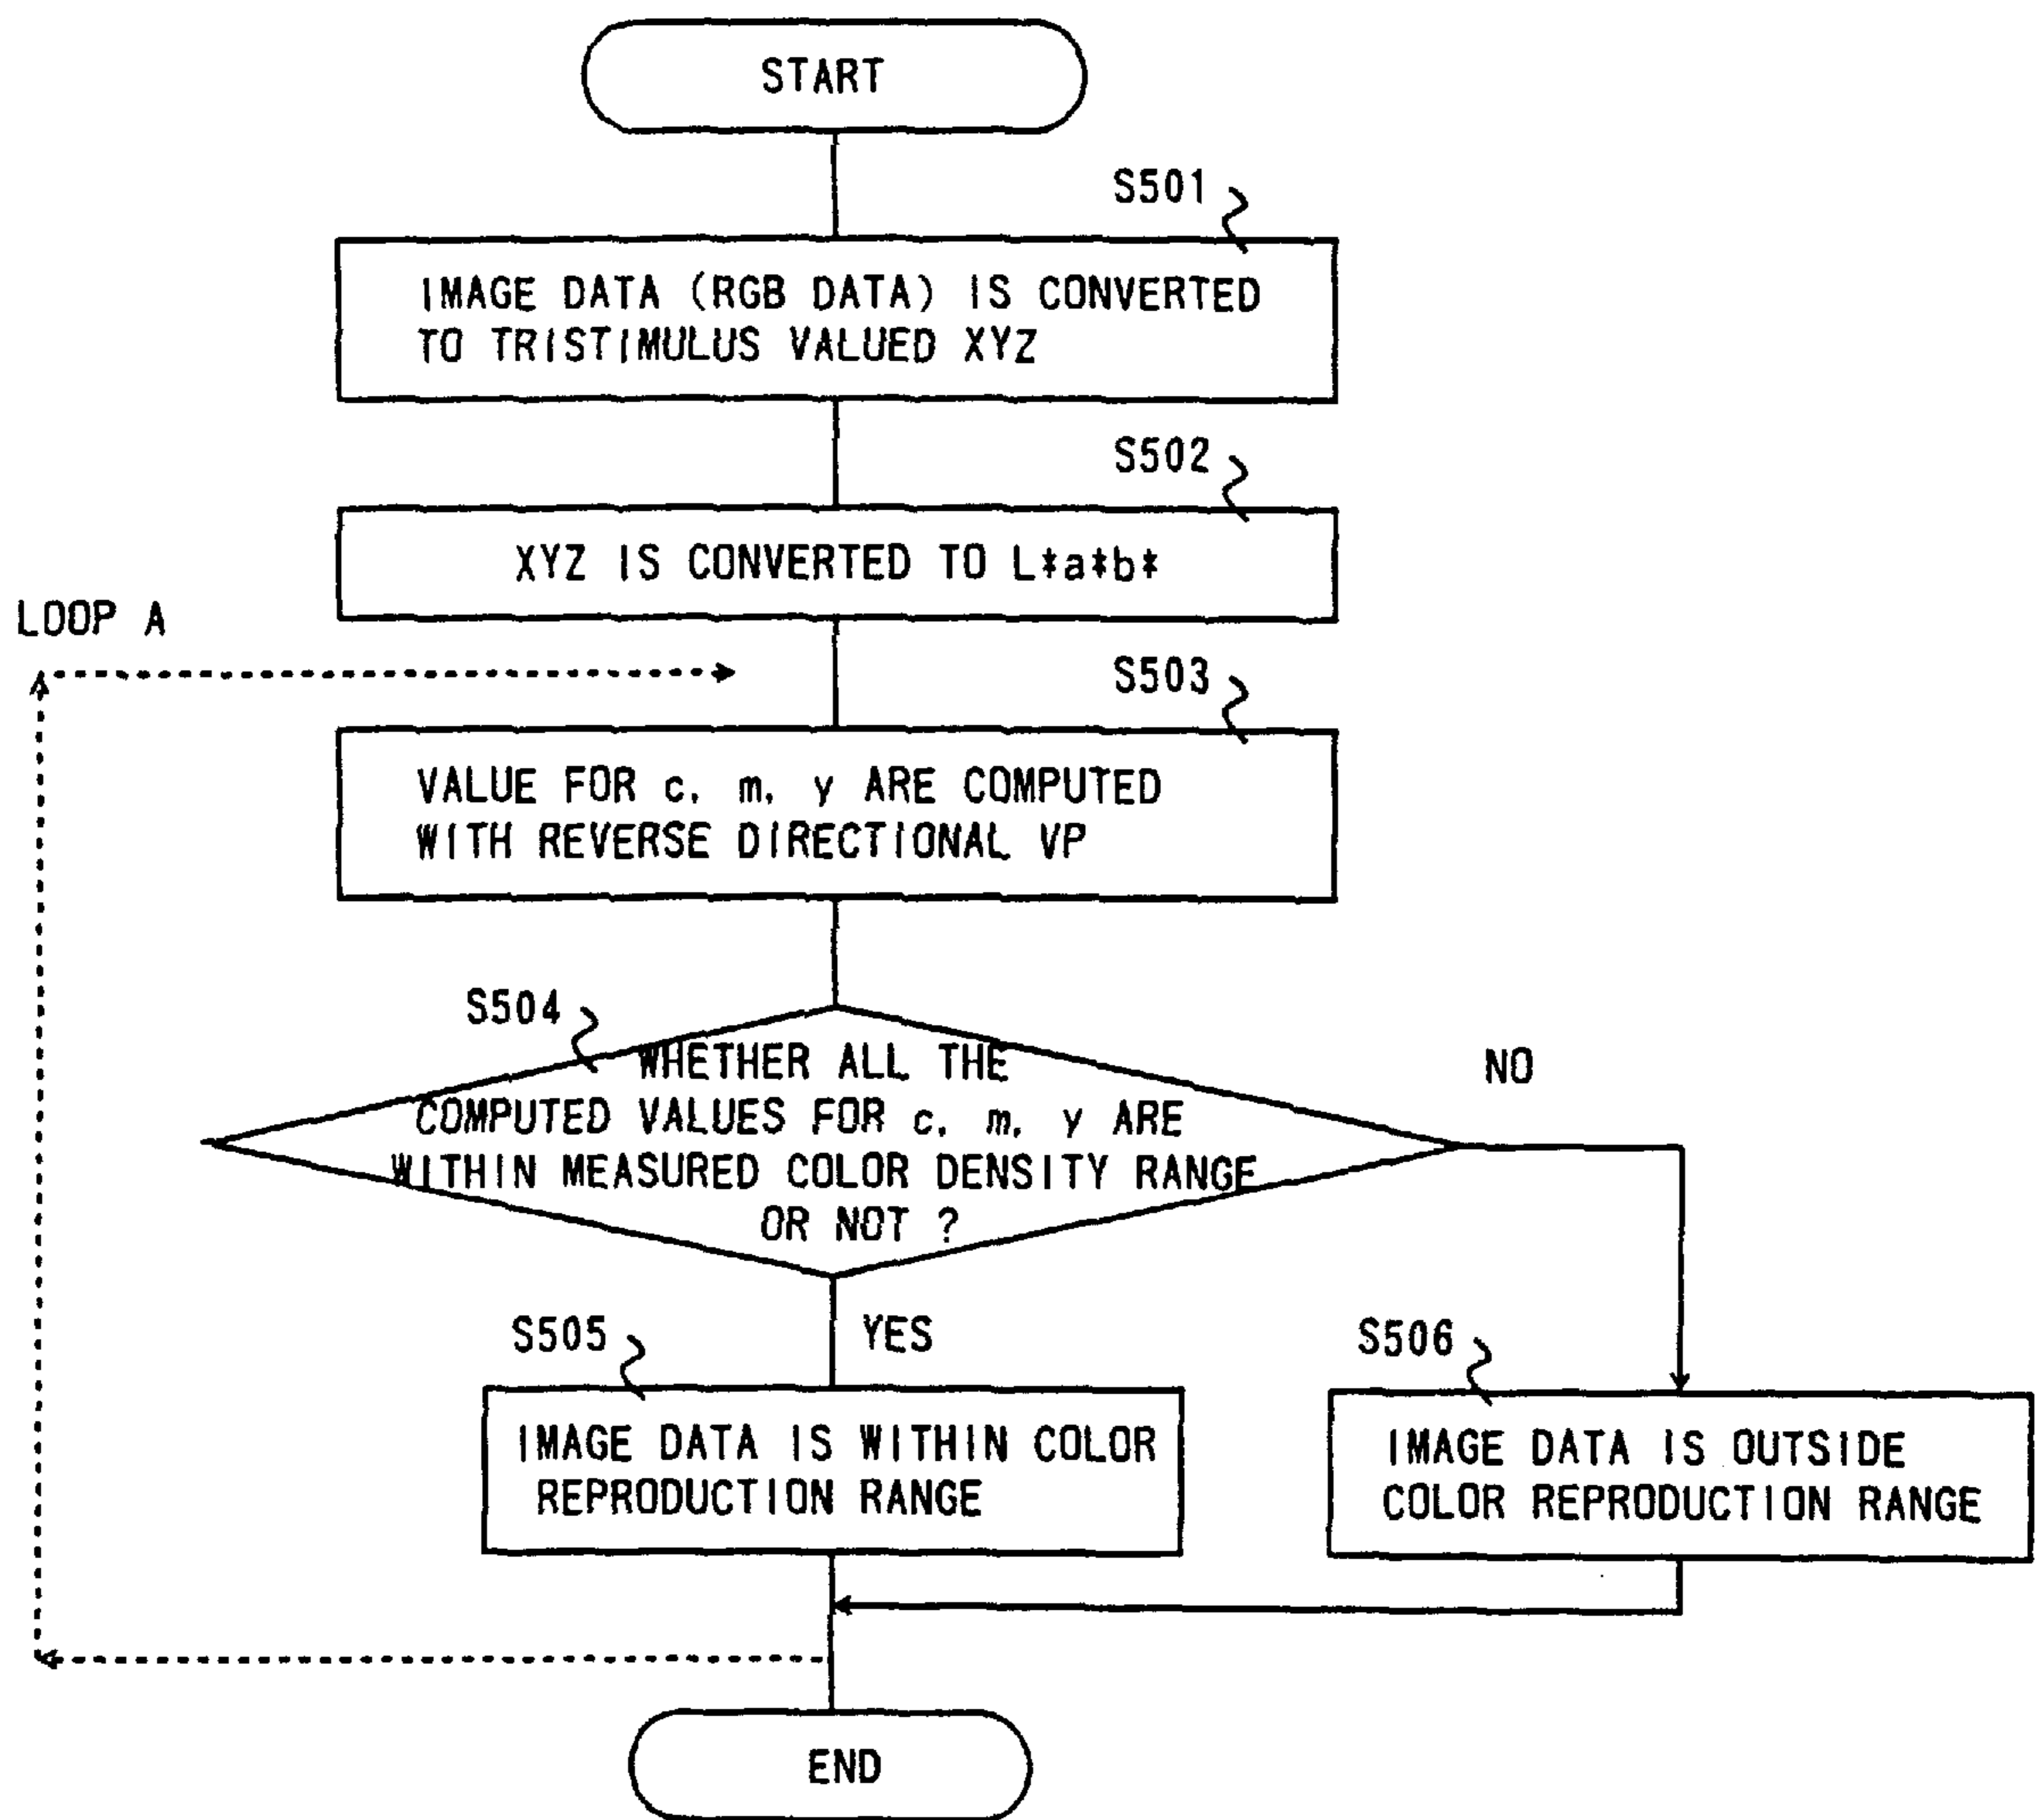 START
S501
IMAGE DATA (RGB DATA) IS CONVERTED
TO TRISTIMULUS VALUED XYZ
S502
XYZ IS CONVERTED TO L*a*b*
LOOP A
S503
VALUE FOR c, m, y ARE COMPUTED
WITH REVERSE DIRECTIONAL VP
S504
WHETHER ALL THE
COMPUTED VALUES FOR c, m, y ARE
WITHIN MEASURED COLOR DENSITY RANGE
OR NOT ?
NO
YES
S505
IMAGE DATA IS WITHIN COLOR
REPRODUCTION RANGE
S506
IMAGE DATA IS OUTSIDE
COLOR REPRODUCTION RANGE
END